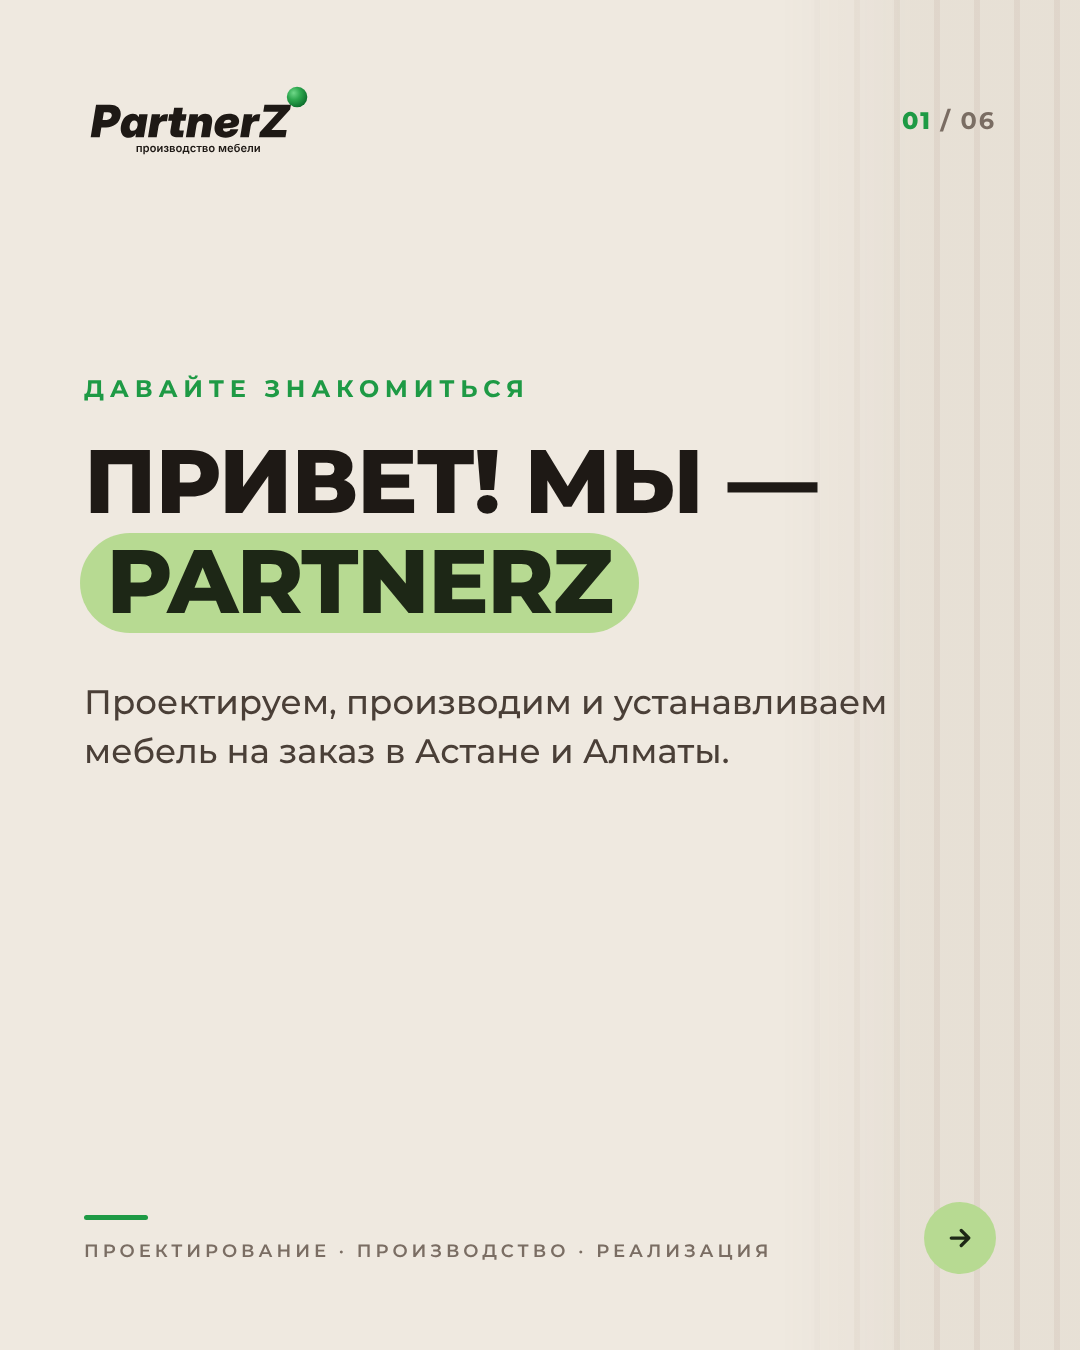 PartnerZ
производство мебели
01 / 06
ДАВАЙТЕ ЗНАКОМИТЬСЯ
ПРИВЕТ! МЫ —
PARTNERZ
Проектируем, производим и устанавливаем
мебель на заказ в Астане и Алматы.
ПРОЕКТИРОВАНИЕ · ПРОИЗВОДСТВО · РЕАЛИЗАЦИЯ